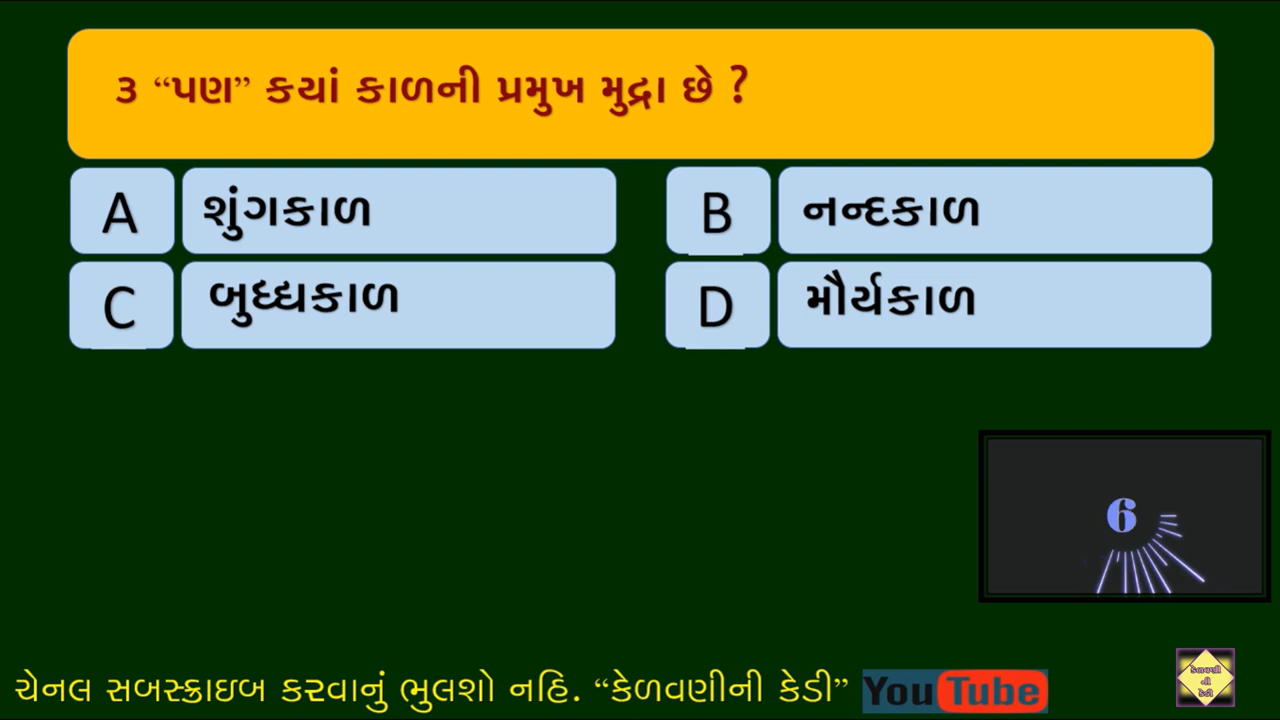 ૩ “પણ” કયાં કાળની પ્રમુખ મુદ્રા છે ?
A શુંગકાળ
B નન્દકાળ
C બુધ્ધકાળ
D મૌર્યકાળ
6
ચેનલ સબસ્ક્રાઇબ કરવાનું ભુલશો નહિ. “કેળવણીની કેડી” YouTube
કેળવણી
ની
કેડી